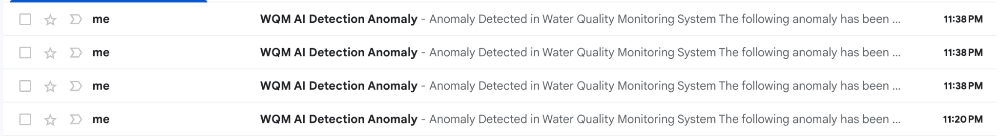 me WQM AI Detection Anomaly - Anomaly Detected in Water Quality Monitoring System The following anomaly has been ... 11:38 PM
me WQM AI Detection Anomaly - Anomaly Detected in Water Quality Monitoring System The following anomaly has been ... 11:38 PM
me WQM AI Detection Anomaly - Anomaly Detected in Water Quality Monitoring System The following anomaly has been ... 11:38 PM
me WQM AI Detection Anomaly - Anomaly Detected in Water Quality Monitoring System The following anomaly has been ... 11:20 PM